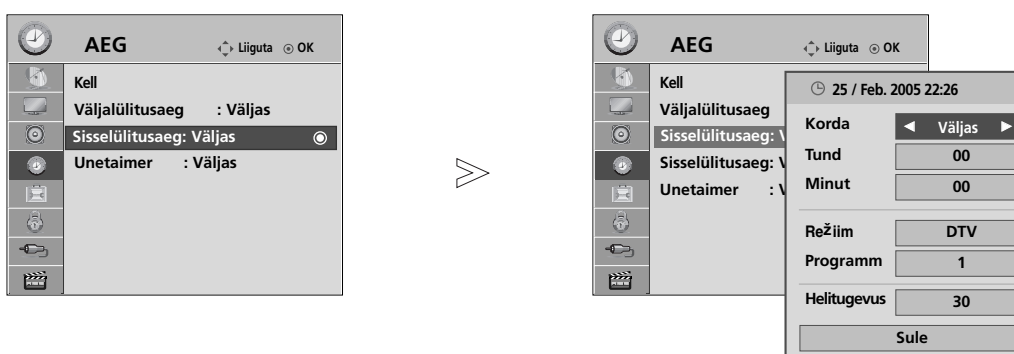 AEG Liiguta OK
Kell
Väljalülitusaeg : Väljas
Sisselülitusaeg: Väljas
Unetaimer : Väljas
AEG Liiguta OK
Kell
Väljalülitusaeg
Sisselülitusaeg: V
Sisselülitusaeg: V
Unetaimer : V
25 / Feb. 2005 22:26
Korda Väljas
Tund 00
Minut 00
Režiim DTV
Programm 1
Helitugevus 30
Sule